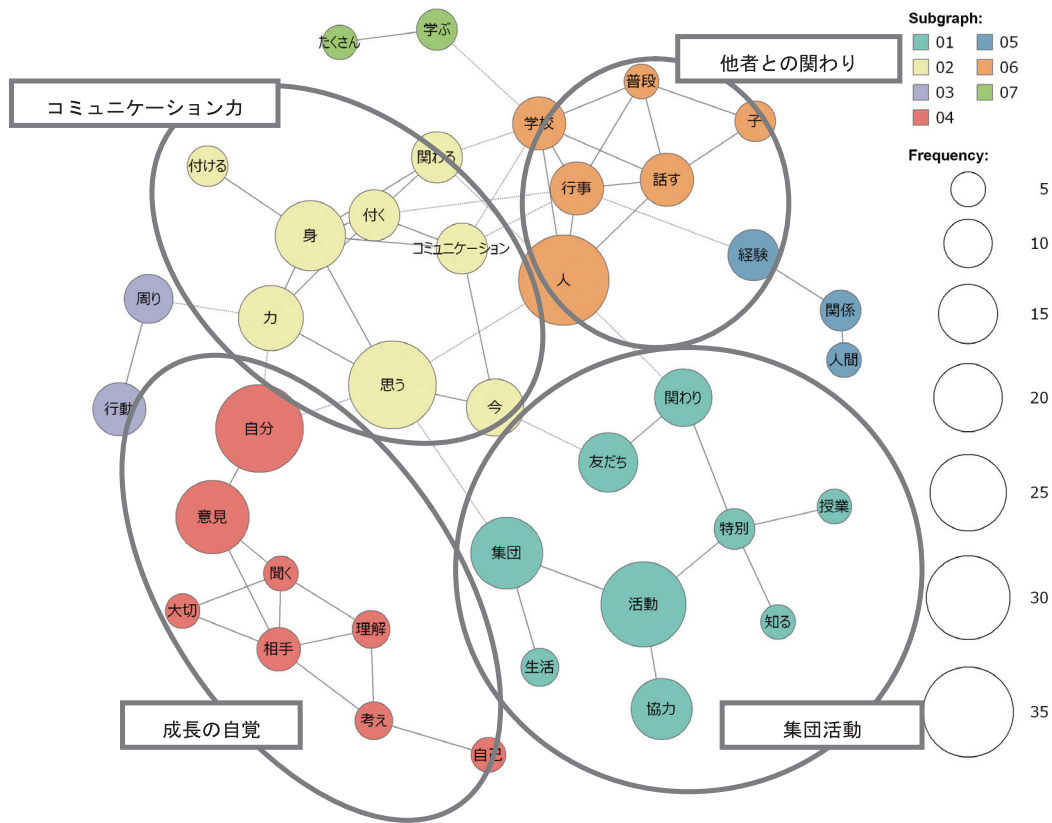 たくさん
学ぶ
Subgraph:
01
05
02
06
03
07
04
他者との関わり
普段
コミュニケーション力
学校
子
Frequency:
付ける
関わる
行事
話す
5
付く
身
コミュニケーション
10
経験
人
周り
力
関係
15
人間
思う
行動
今
関わり
20
自分
友だち
意見
特別
授業
25
集団
聞く
活動
30
大切
知る
理解
相手
生活
協力
35
考え
成長の自覚
集団活動
自己